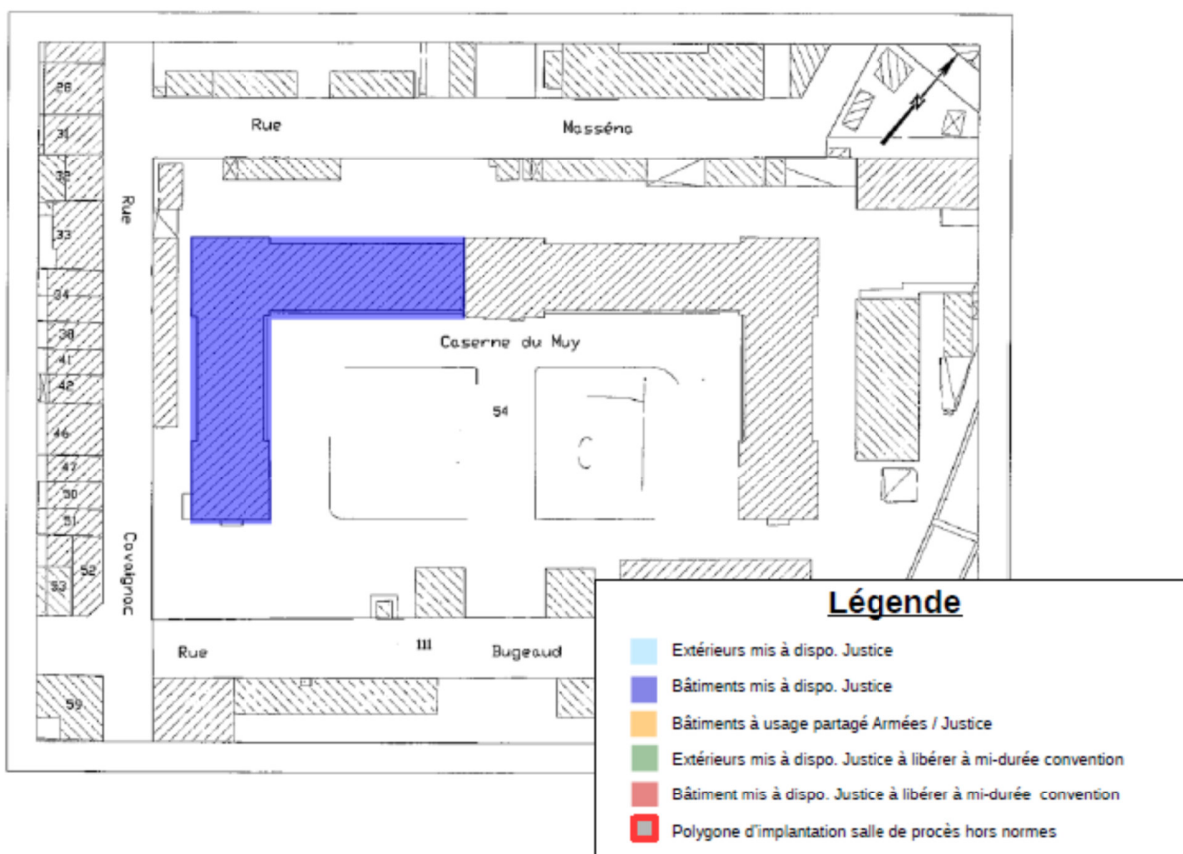 28
Rue
Masséna
N
31
32
Rue
33
34
38
Caserne du Muy
41
42
54
46
47
50
51
Cavaignac
52
53
Rue
111
Bugeaud
59
Légende
Extérieurs mis à dispo. Justice
Bâtiments mis à dispo. Justice
Bâtiments à usage partagé Armées / Justice
Extérieurs mis à dispo. Justice à libérer à mi-durée convention
Bâtiment mis à dispo. Justice à libérer à mi-durée convention
Polygone d'implantation salle de procès hors normes